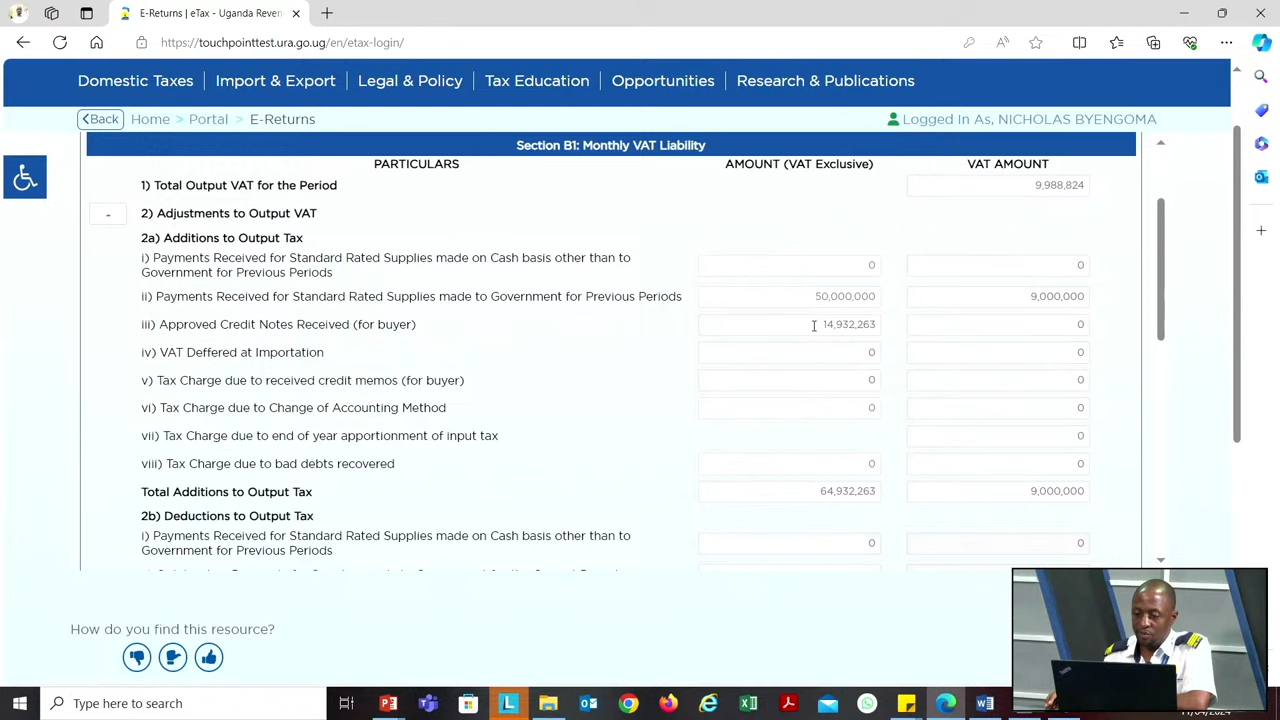 E-Returns | eTax - Uganda Reven
https://touchpointtest.ura.go.ug/en/etax-login/
Domestic Taxes | Import & Export | Legal & Policy | Tax Education | Opportunities | Research & Publications
Back Home > Portal > E-Returns Logged In As, NICHOLAS BYENGOMA
Section B1: Monthly VAT Liability
PARTICULARS AMOUNT (VAT Exclusive) VAT AMOUNT
1) Total Output VAT for the Period 9,988,824
- 2) Adjustments to Output VAT
2a) Additions to Output Tax
i) Payments Received for Standard Rated Supplies made on Cash basis other than to
Government for Previous Periods 0 0
ii) Payments Received for Standard Rated Supplies made to Government for Previous Periods 50,000,000 9,000,000
iii) Approved Credit Notes Received (for buyer) 14,932,263 0
iv) VAT Deffered at Importation 0 0
v) Tax Charge due to received credit memos (for buyer) 0 0
vi) Tax Charge due to Change of Accounting Method 0 0
vii) Tax Charge due to end of year apportionment of input tax 0
viii) Tax Charge due to bad debts recovered 0 0
Total Additions to Output Tax 64,932,263 9,000,000
2b) Deductions to Output Tax
i) Payments Received for Standard Rated Supplies made on Cash basis other than to
Government for Previous Periods 0 0
How do you find this resource?
Type here to search